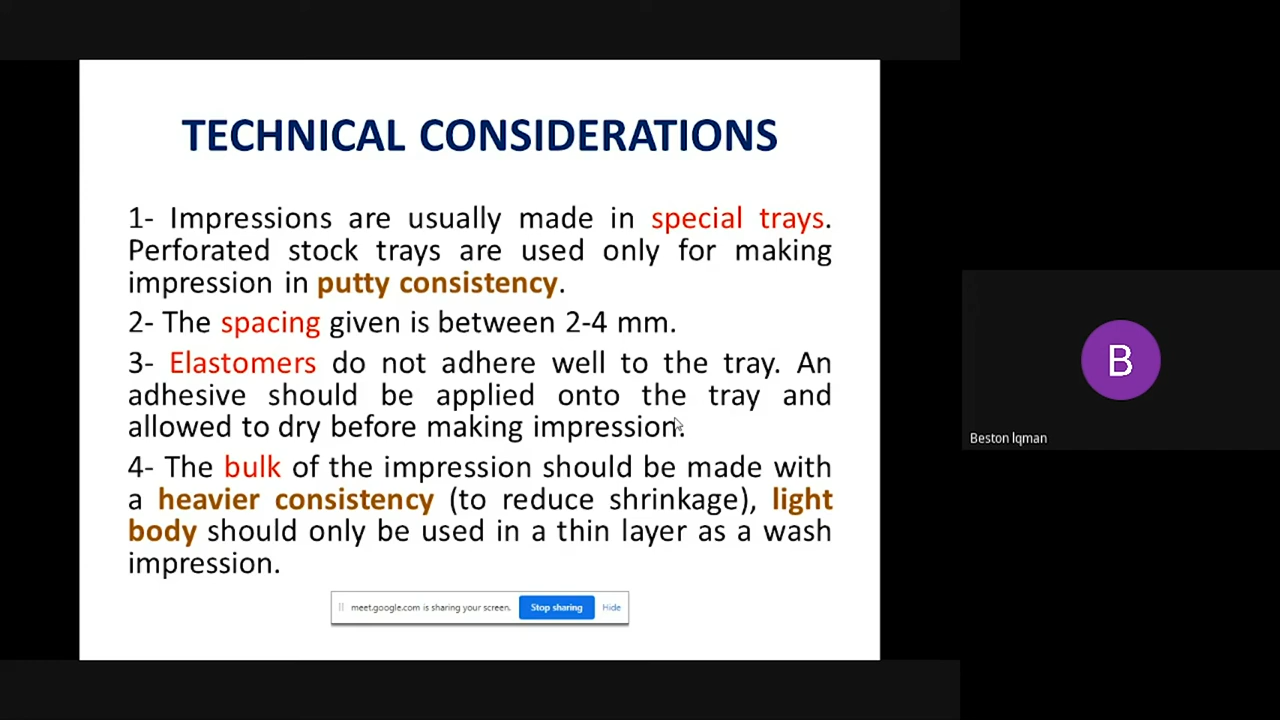 TECHNICAL CONSIDERATIONS
1- Impressions are usually made in special trays.
Perforated stock trays are used only for making
impression in putty consistency.
2- The spacing given is between 2-4 mm.
3- Elastomers do not adhere well to the tray. An
adhesive should be applied onto the tray and
allowed to dry before making impression.
4- The bulk of the impression should be made with
a heavier consistency (to reduce shrinkage), light
body should only be used in a thin layer as a wash
impression.
meet.google.com is sharing your screen. Stop sharing Hide
B
Beston lqman